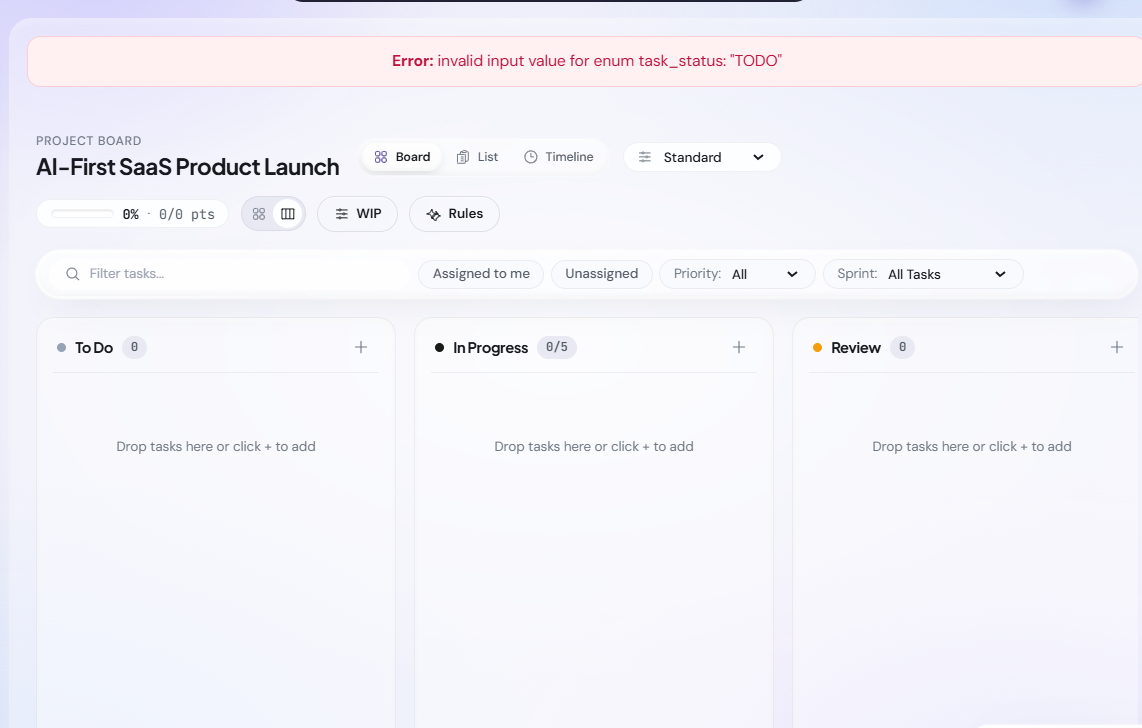 Error: invalid input value for enum task_status: "TODO"
PROJECT BOARD
AI-First SaaS Product Launch
Board
List
Timeline
Standard
0% · 0/0 pts
WIP
Rules
Filter tasks...
Assigned to me
Unassigned
Priority: All
Sprint: All Tasks
To Do 0
In Progress 0/5
Review 0
Drop tasks here or click + to add
Drop tasks here or click + to add
Drop tasks here or click + to add